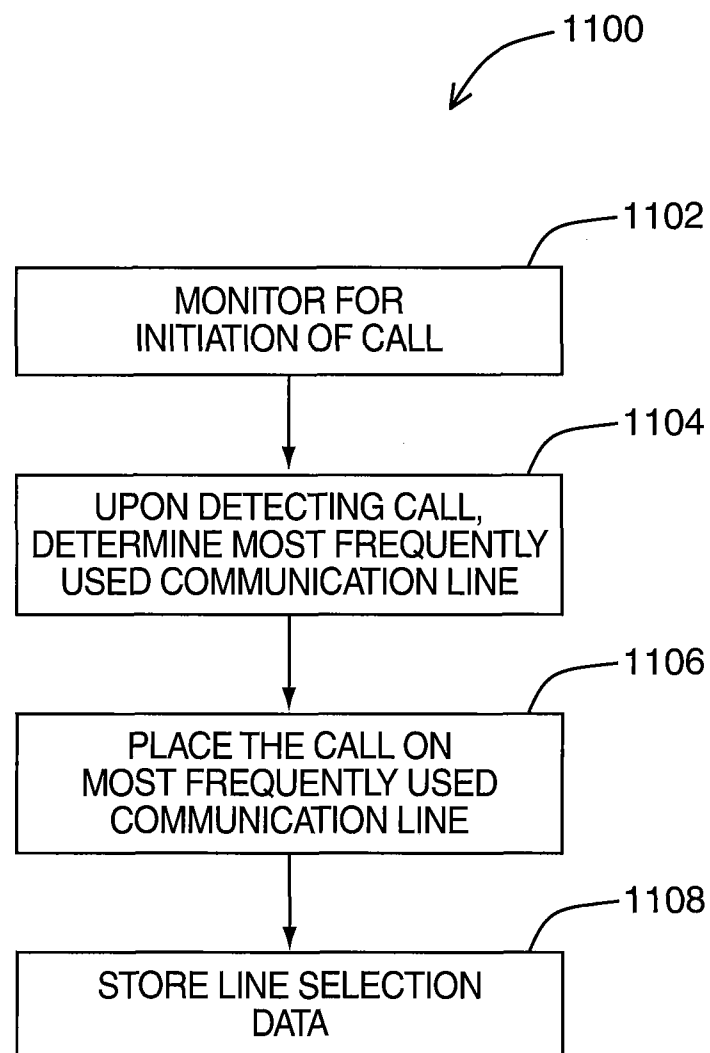 1100
1102
MONITOR FOR
INITIATION OF CALL
1104
UPON DETECTING CALL,
DETERMINE MOST FREQUENTLY
USED COMMUNICATION LINE
1106
PLACE THE CALL ON
MOST FREQUENTLY USED
COMMUNICATION LINE
1108
STORE LINE SELECTION
DATA